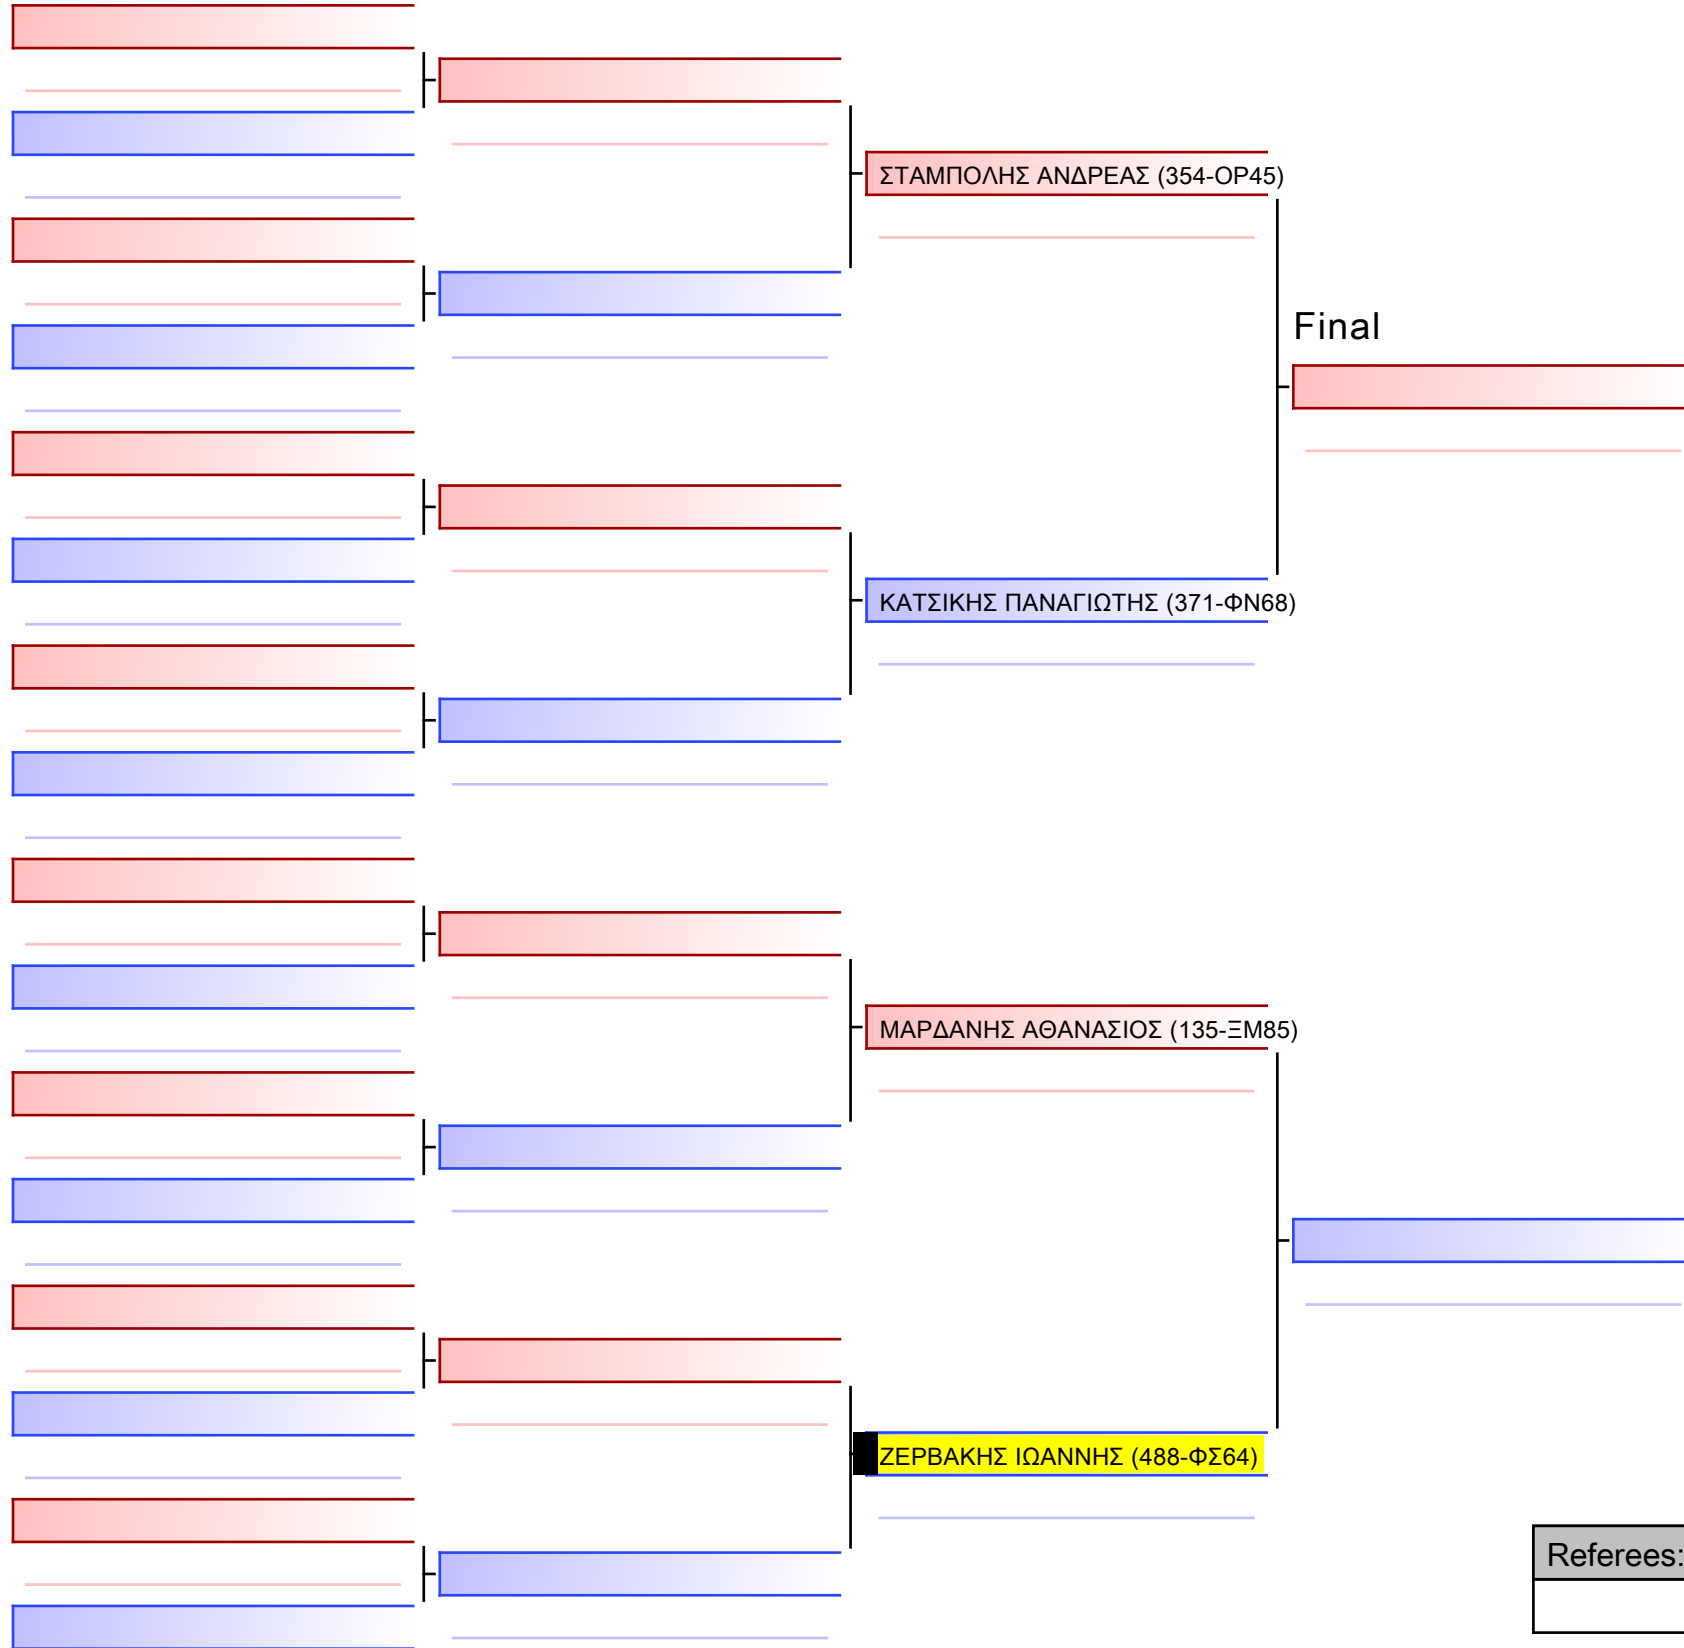 ΣΤΑΜΠΟΛΗΣ ΑΝΔΡΕΑΣ (354-ΟΡ45)
Final
ΚΑΤΣΙΚΗΣ ΠΑΝΑΓΙΩΤΗΣ (371-ΦΝ68)
ΜΑΡΔΑΝΗΣ ΑΘΑΝΑΣΙΟΣ (135-ΞΜ85)
ΖΕΡΒΑΚΗΣ ΙΩΑΝΝΗΣ (488-ΦΣ64)
Referees: